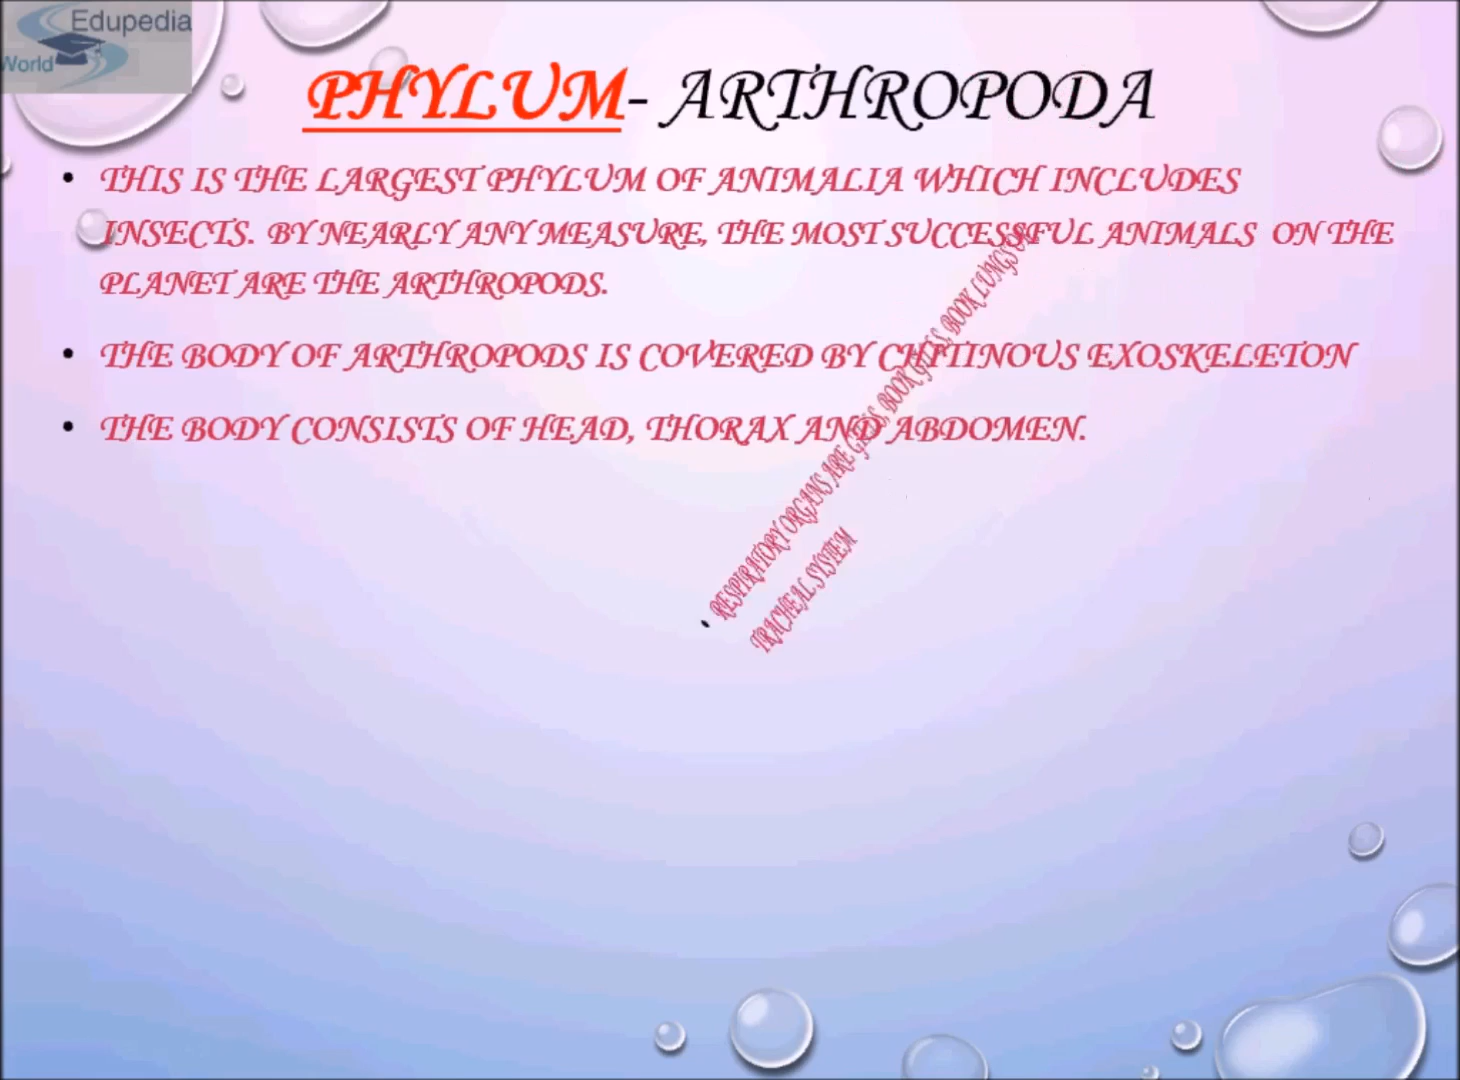 Edupedia
World
PHYLUM- ARTHROPODA
• THIS IS THE LARGEST PHYLUM OF ANIMALIA WHICH INCLUDES
INSECTS. BY NEARLY ANY MEASURE, THE MOST SUCCESSFUL ANIMALS ON THE
PLANET ARE THE ARTHROPODS.
• THE BODY OF ARTHROPODS IS COVERED BY CHITINOUS EXOSKELETON
• THE BODY CONSISTS OF HEAD, THORAX AND ABDOMEN.
• RESPIRATORY ORGANS ARE GILLS, BOOK GILLS, BOOK LUNGS OR
TRACHEAL SYSTEM